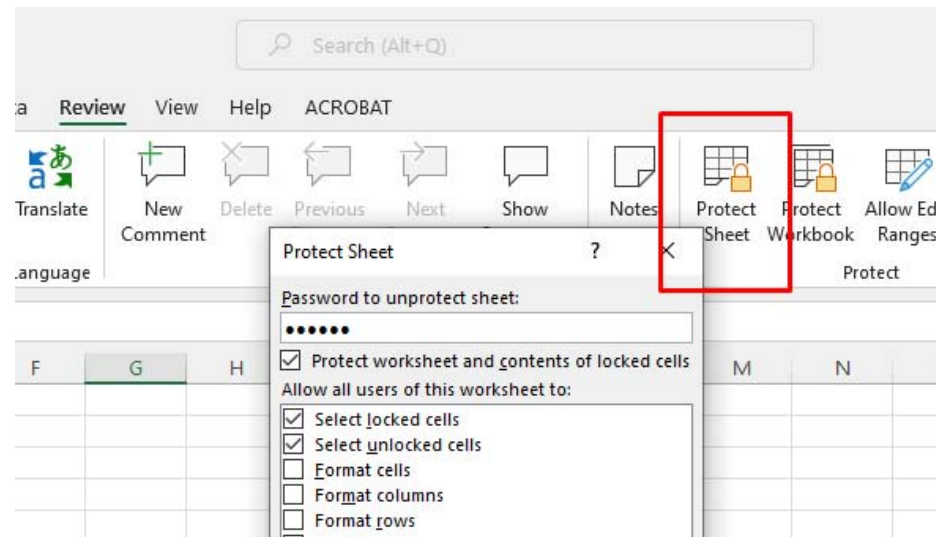 Search (Alt+Q)
ta Review View Help ACROBAT
Translate New Delete Previous Next Show Notes Protect Protect Allow Ed
Comment Sheet Workbook Ranges
Language Protect
Protect Sheet ? ×
Password to unprotect sheet:
••••••
Protect worksheet and contents of locked cells
F G H M N
Allow all users of this worksheet to:
Select locked cells
Select unlocked cells
Format cells
Format columns
Format rows